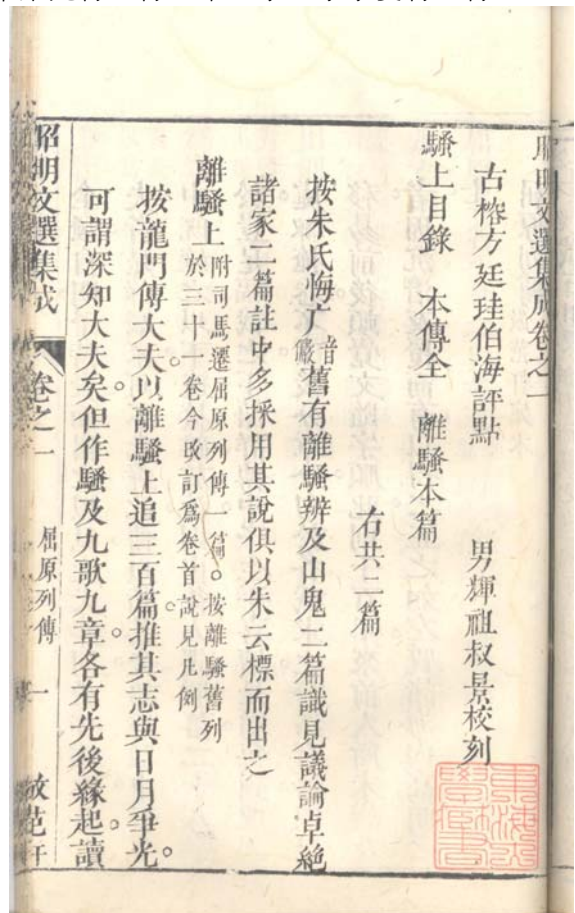 昭明文選集成卷之一
古榕方廷珪伯海評點 男輝祖叔景校刻
騷上目錄 本傳全 離騷本篇
右共二篇
按朱氏悔广音嚴舊有離騷辨及山鬼二篇識見議論卓絕
諸家二篇註中多採用其說俱以朱云標而出之
離騷上附司馬遷屈原列傳一篇。按離騷舊列
於三十一卷今改訂爲卷首說見凡例
按龍門傳大夫。以離騷上追三百篇推其志與日月爭光。
可謂深知大夫矣。但作騷及九歌九章。各有先後緣起。讀
昭明文選集成 卷之一 屈原列傳 一